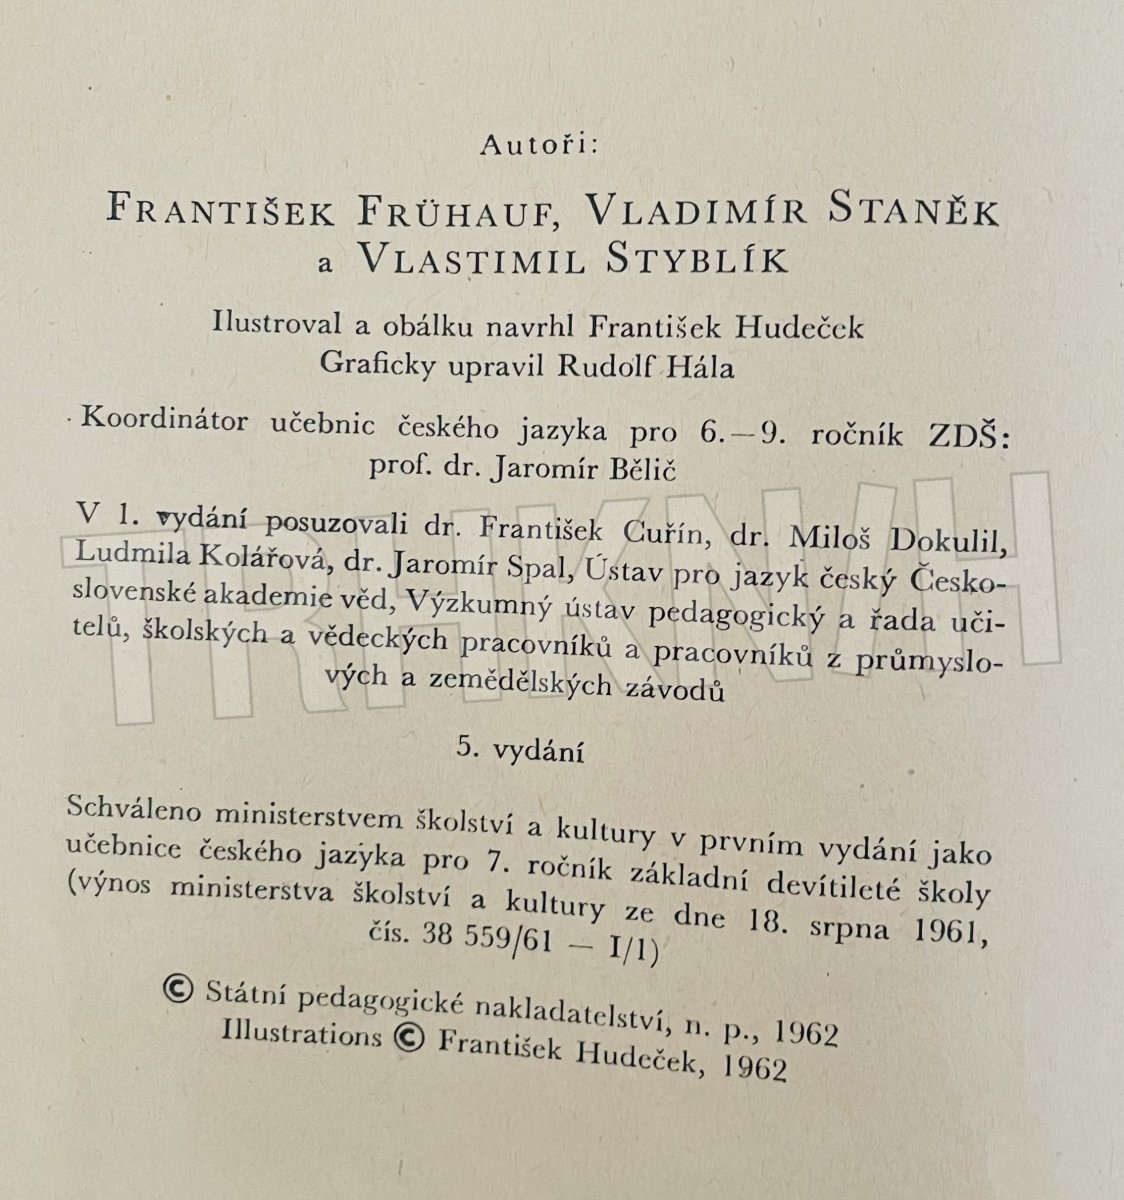 Autoři:
FRANTIŠEK FRÜHAUF, VLADIMÍR STANĚK
a VLASTIMIL STYBLÍK
Ilustroval a obálku navrhl František Hudeček
Graficky upravil Rudolf Hála
Koordinátor učebnic českého jazyka pro 6.—9. ročník ZDŠ:
prof. dr. Jaromír Bělič
V 1. vydání posuzovali dr. František Cuřín, dr. Miloš Dokulil,
Ludmila Kolářová, dr. Jaromír Spal, Ústav pro jazyk český Česko-
slovenské akademie věd, Výzkumný ústav pedagogický a řada uči-
telů, školských a vědeckých pracovníků a pracovníků z průmyslo-
vých a zemědělských závodů
TRHKNIH
5. vydání
Schváleno ministerstvem školství a kultury v prvním vydání jako
učebnice českého jazyka pro 7. ročník základní devítileté školy
(výnos ministerstva školství a kultury ze dne 18. srpna 1961,
čís. 38 559/61 — I/1)
© Státní pedagogické nakladatelství, n. p., 1962
Illustrations © František Hudeček, 1962